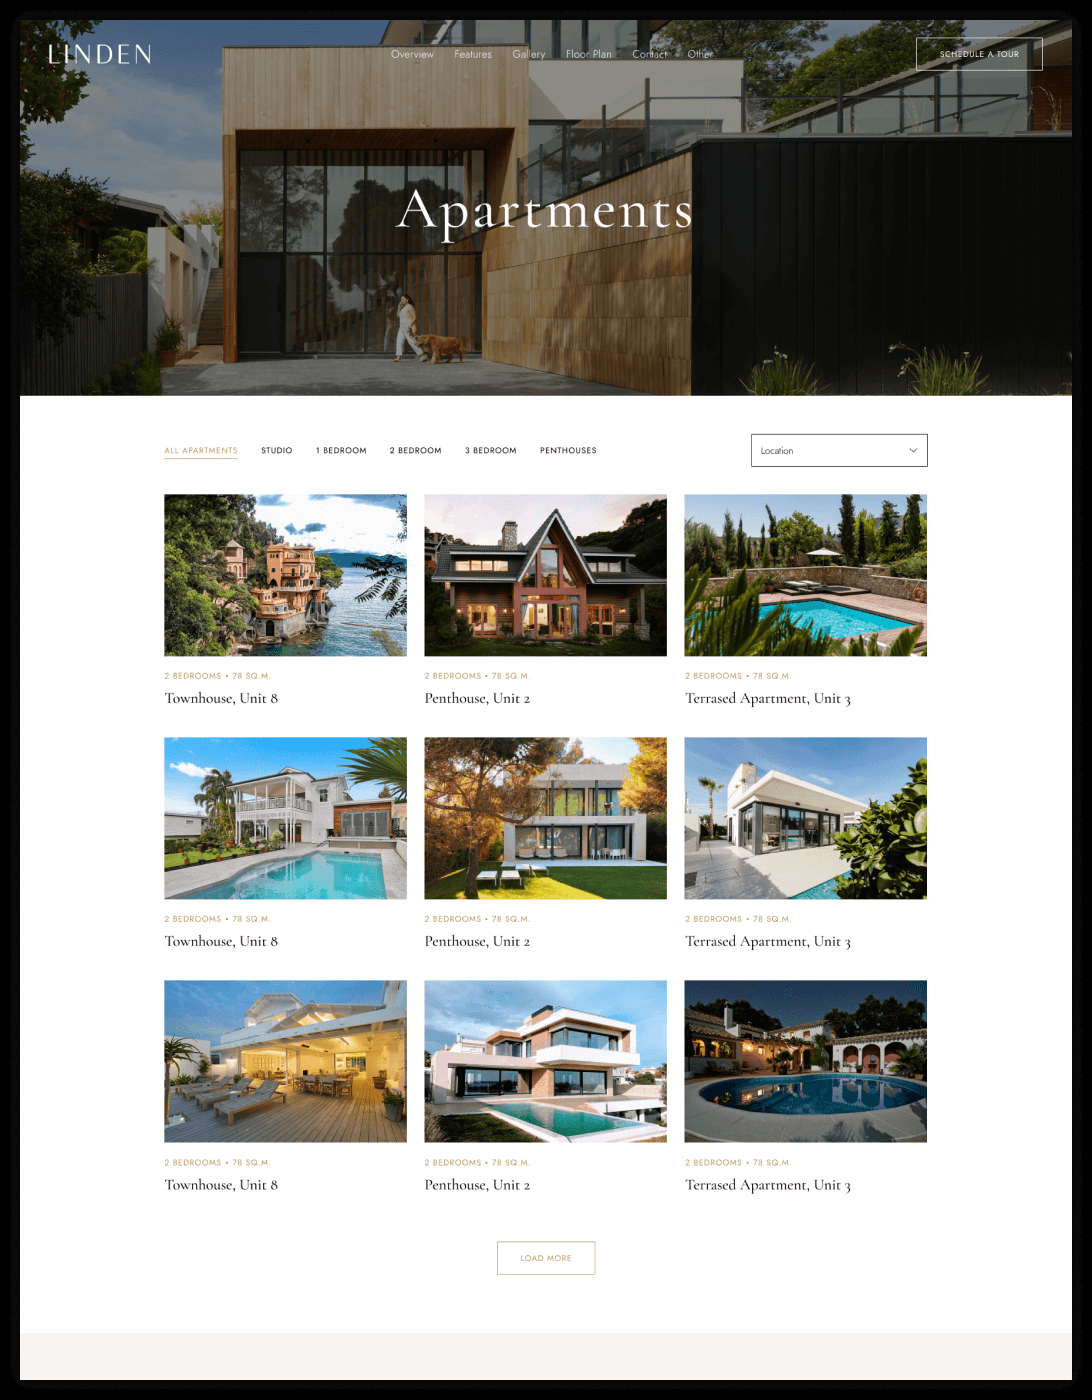 LINDEN
Overview Features Gallery Floor Plan Contact Other
SCHEDULE A TOUR
Apartments
ALL APARTMENTS STUDIO 1 BEDROOM 2 BEDROOM 3 BEDROOM PENTHOUSES
Location
2 BEDROOMS • 78 SQ.M.
Townhouse, Unit 8
2 BEDROOMS • 78 SQ.M.
Penthouse, Unit 2
2 BEDROOMS • 78 SQ.M.
Terrased Apartment, Unit 3
2 BEDROOMS • 78 SQ.M.
Townhouse, Unit 8
2 BEDROOMS • 78 SQ.M.
Penthouse, Unit 2
2 BEDROOMS • 78 SQ.M.
Terrased Apartment, Unit 3
2 BEDROOMS • 78 SQ.M.
Townhouse, Unit 8
2 BEDROOMS • 78 SQ.M.
Penthouse, Unit 2
2 BEDROOMS • 78 SQ.M.
Terrased Apartment, Unit 3
LOAD MORE